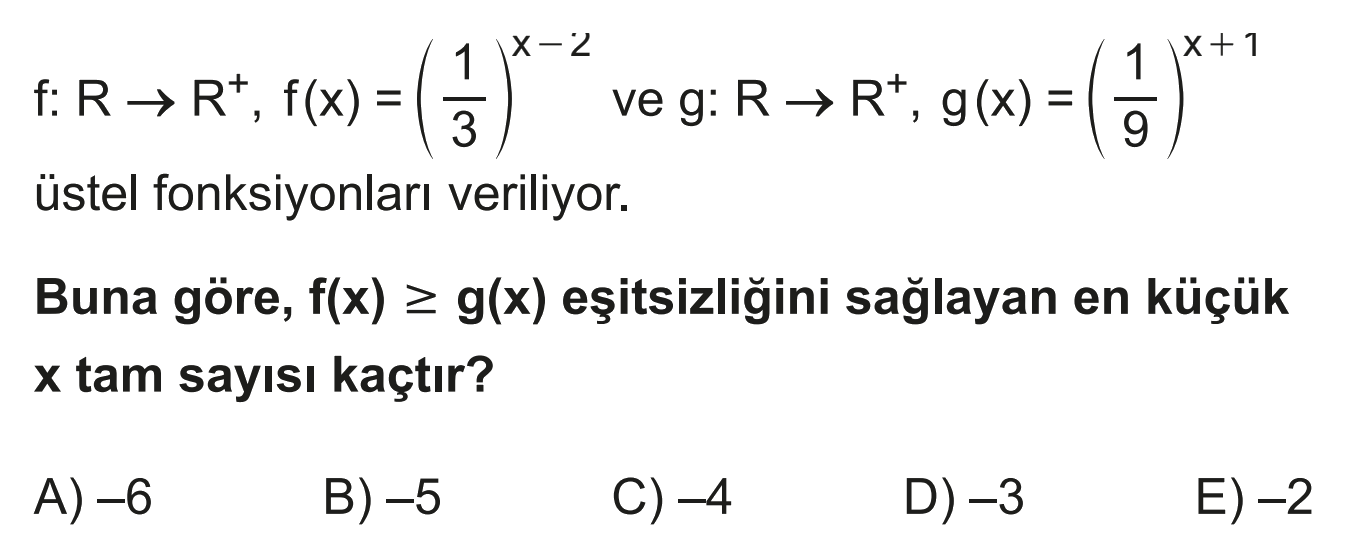 f: R → R⁺, f(x) = (1/3)^(x−2) ve g: R → R⁺, g(x) = (1/9)^(x+1)
üstel fonksiyonları veriliyor.
Buna göre, f(x) ≥ g(x) eşitsizliğini sağlayan en küçük
x tam sayısı kaçtır?
A) –6 B) –5 C) –4 D) –3 E) –2